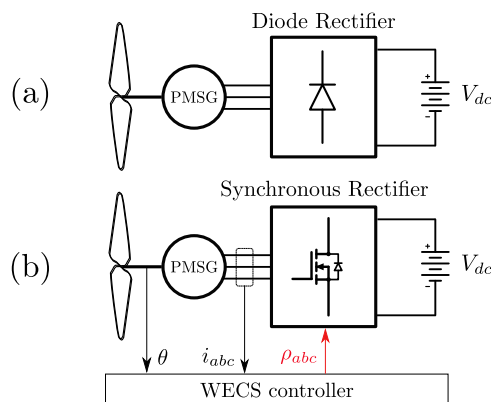 Diode Rectifier
(a)
PMSG
+
-
V_dc
Synchronous Rectifier
(b)
PMSG
+
-
V_dc
θ
i_abc
ρ_abc
WECS controller